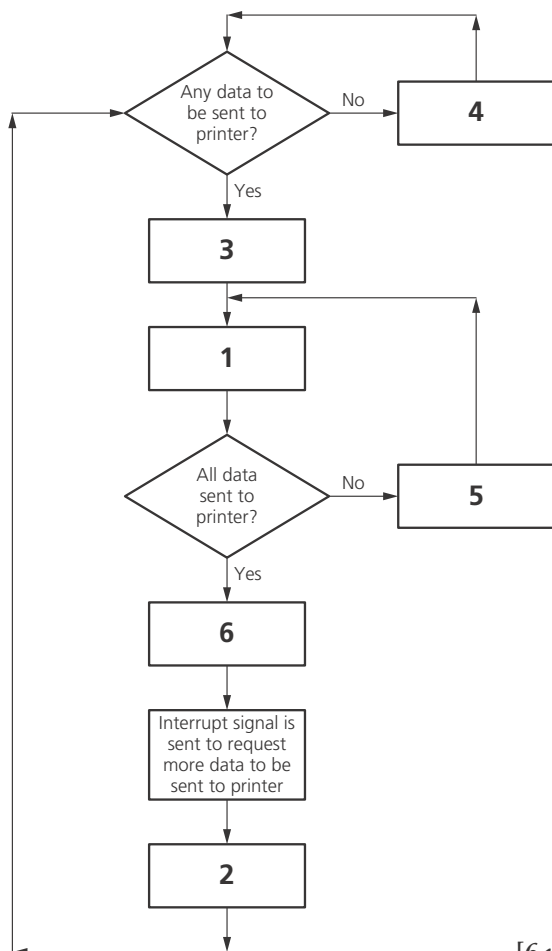 Any data to
be sent to
printer?
No
4
Yes
3
1
All data
sent to
printer?
No
5
Yes
6
Interrupt signal is
sent to request
more data to be
sent to printer
2